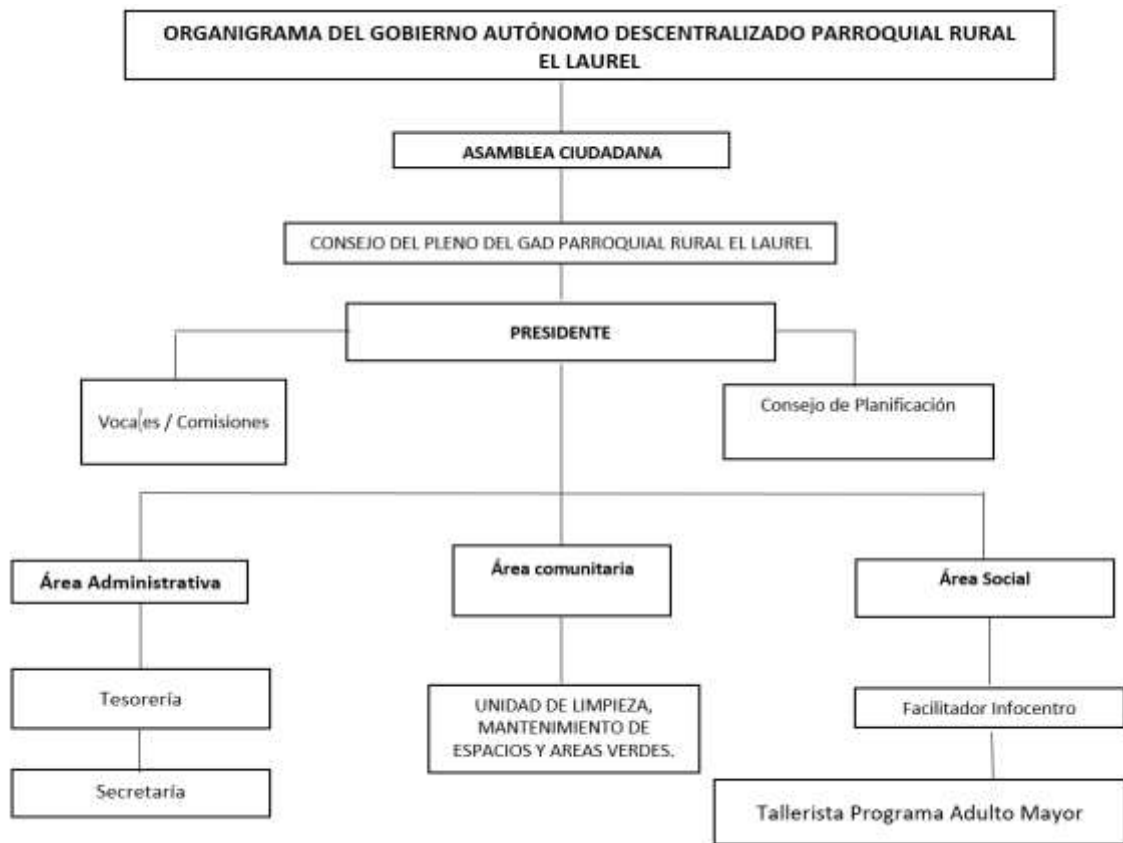 ORGANIGRAMA DEL GOBIERNO AUTÓNOMO DESCENTRALIZADO PARROQUIAL RURAL
EL LAUREL
ASAMBLEA CIUDADANA
CONSEJO DEL PLENO DEL GAD PARROQUIAL RURAL EL LAUREL
PRESIDENTE
Vocales / Comisiones
Consejo de Planificación
Área Administrativa
Área comunitaria
Área Social
Tesorería
UNIDAD DE LIMPIEZA,
MANTENIMIENTO DE
ESPACIOS Y AREAS VERDES.
Facilitador Infocentro
Secretaría
Tallerista Programa Adulto Mayor